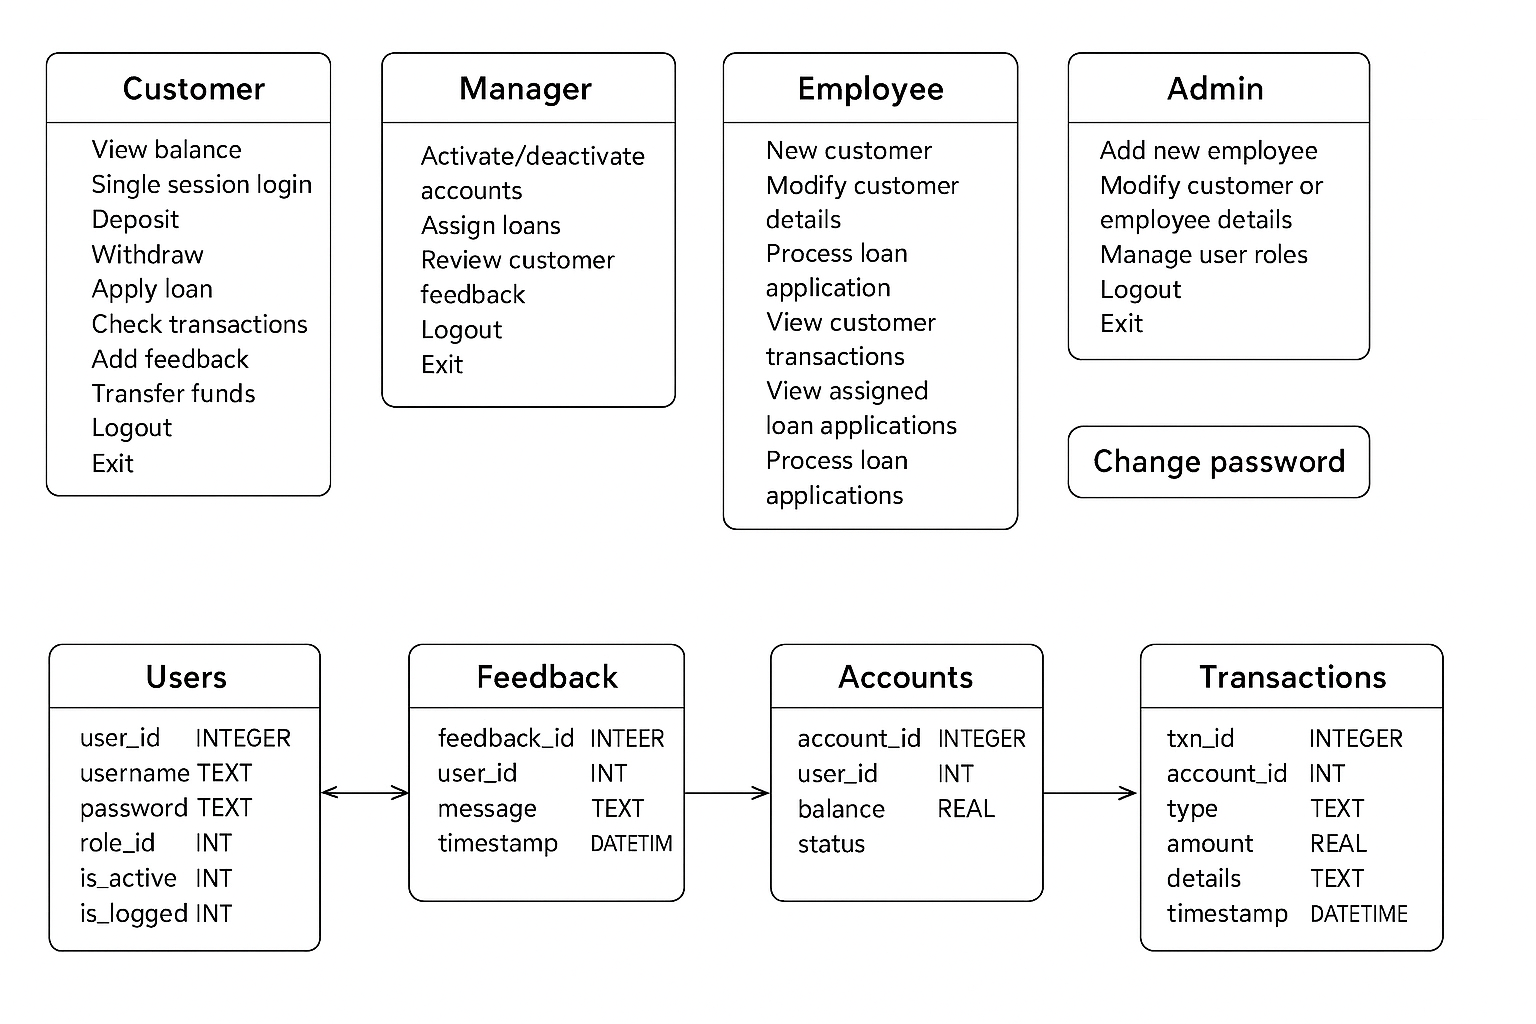 Customer
View balance
Single session login
Deposit
Withdraw
Apply loan
Check transactions
Add feedback
Transfer funds
Logout
Exit
Manager
Activate/deactivate
accounts
Assign loans
Review customer
feedback
Logout
Exit
Employee
New customer
Modify customer
details
Process loan
application
View customer
transactions
View assigned
loan applications
Process loan
applications
Admin
Add new employee
Modify customer or
employee details
Manage user roles
Logout
Exit
Change password
Users
user_id INTEGER
username TEXT
password TEXT
role_id INT
is_active INT
is_logged INT
Feedback
feedback_id INTEER
user_id INT
message TEXT
timestamp DATETIM
Accounts
account_id INTEGER
user_id INT
balance REAL
status
Transactions
txn_id INTEGER
account_id INT
type TEXT
amount REAL
details TEXT
timestamp DATETIME